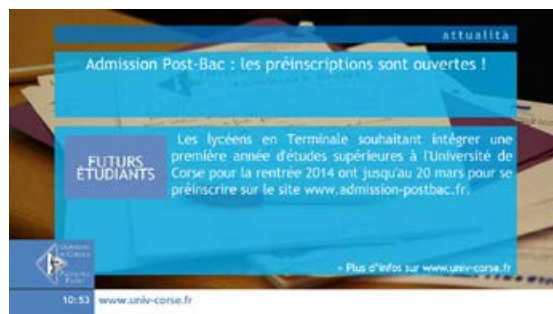 attualità
Admission Post-Bac : les préinscriptions sont ouvertes !
FUTURS
ÉTUDIANTS
Les lycéens en Terminale souhaitant intégrer une
première année d'études supérieures à l'Université de
Corse pour la rentrée 2014 ont jusqu'au 20 mars pour se
préinscrire sur le site www.admission-postbac.fr.
+ Plus d'infos sur www.univ-corse.fr
10:53 www.univ-corse.fr